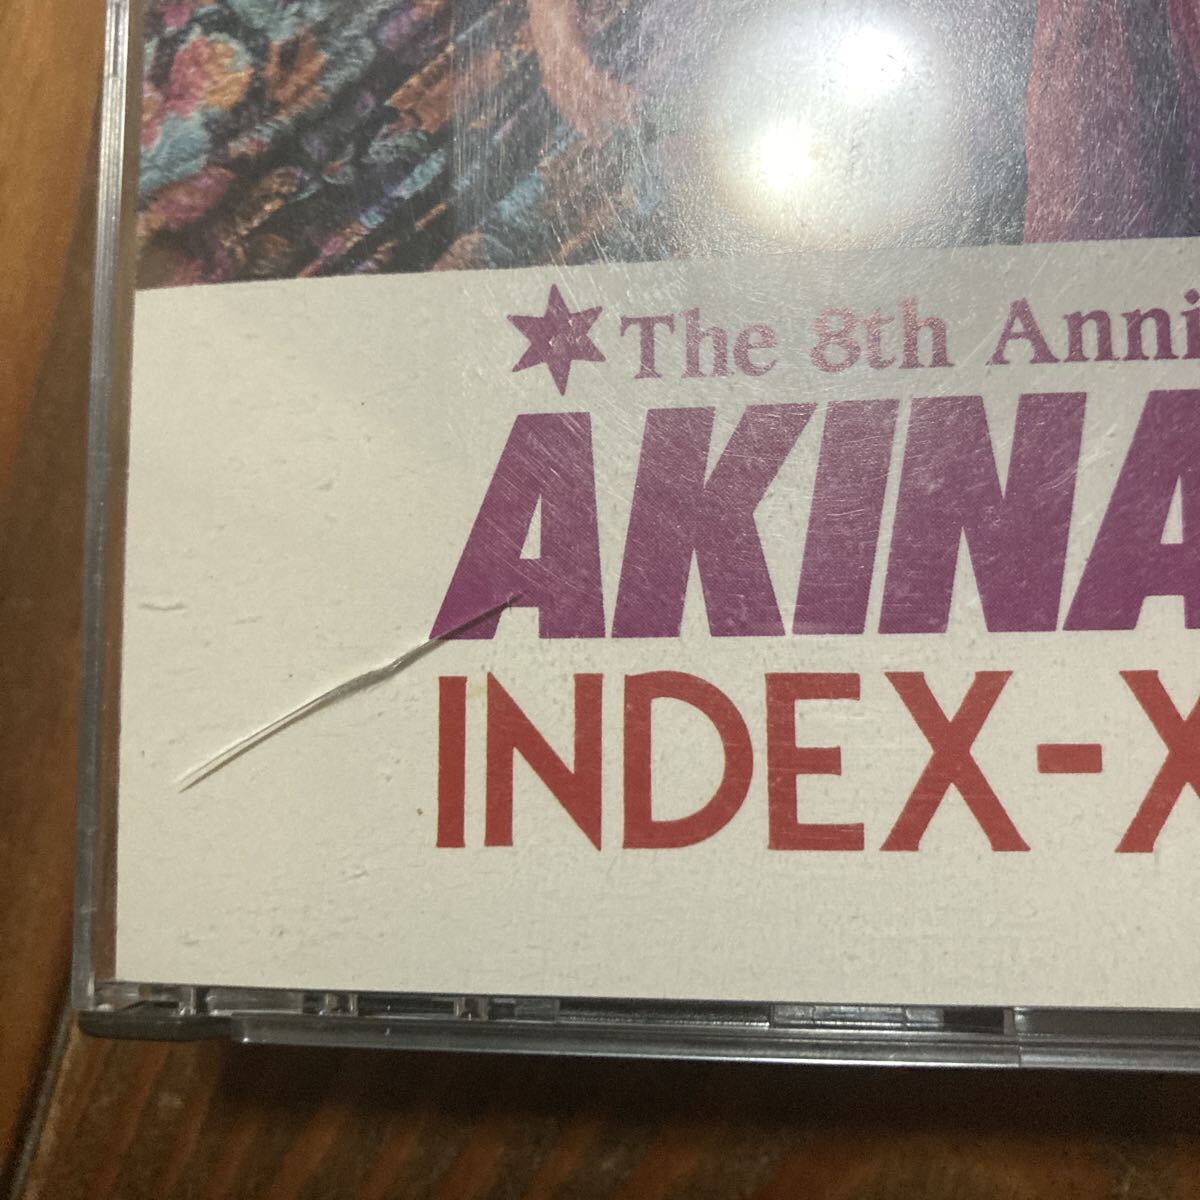 The 8th Anni
AKINA
INDEX-X